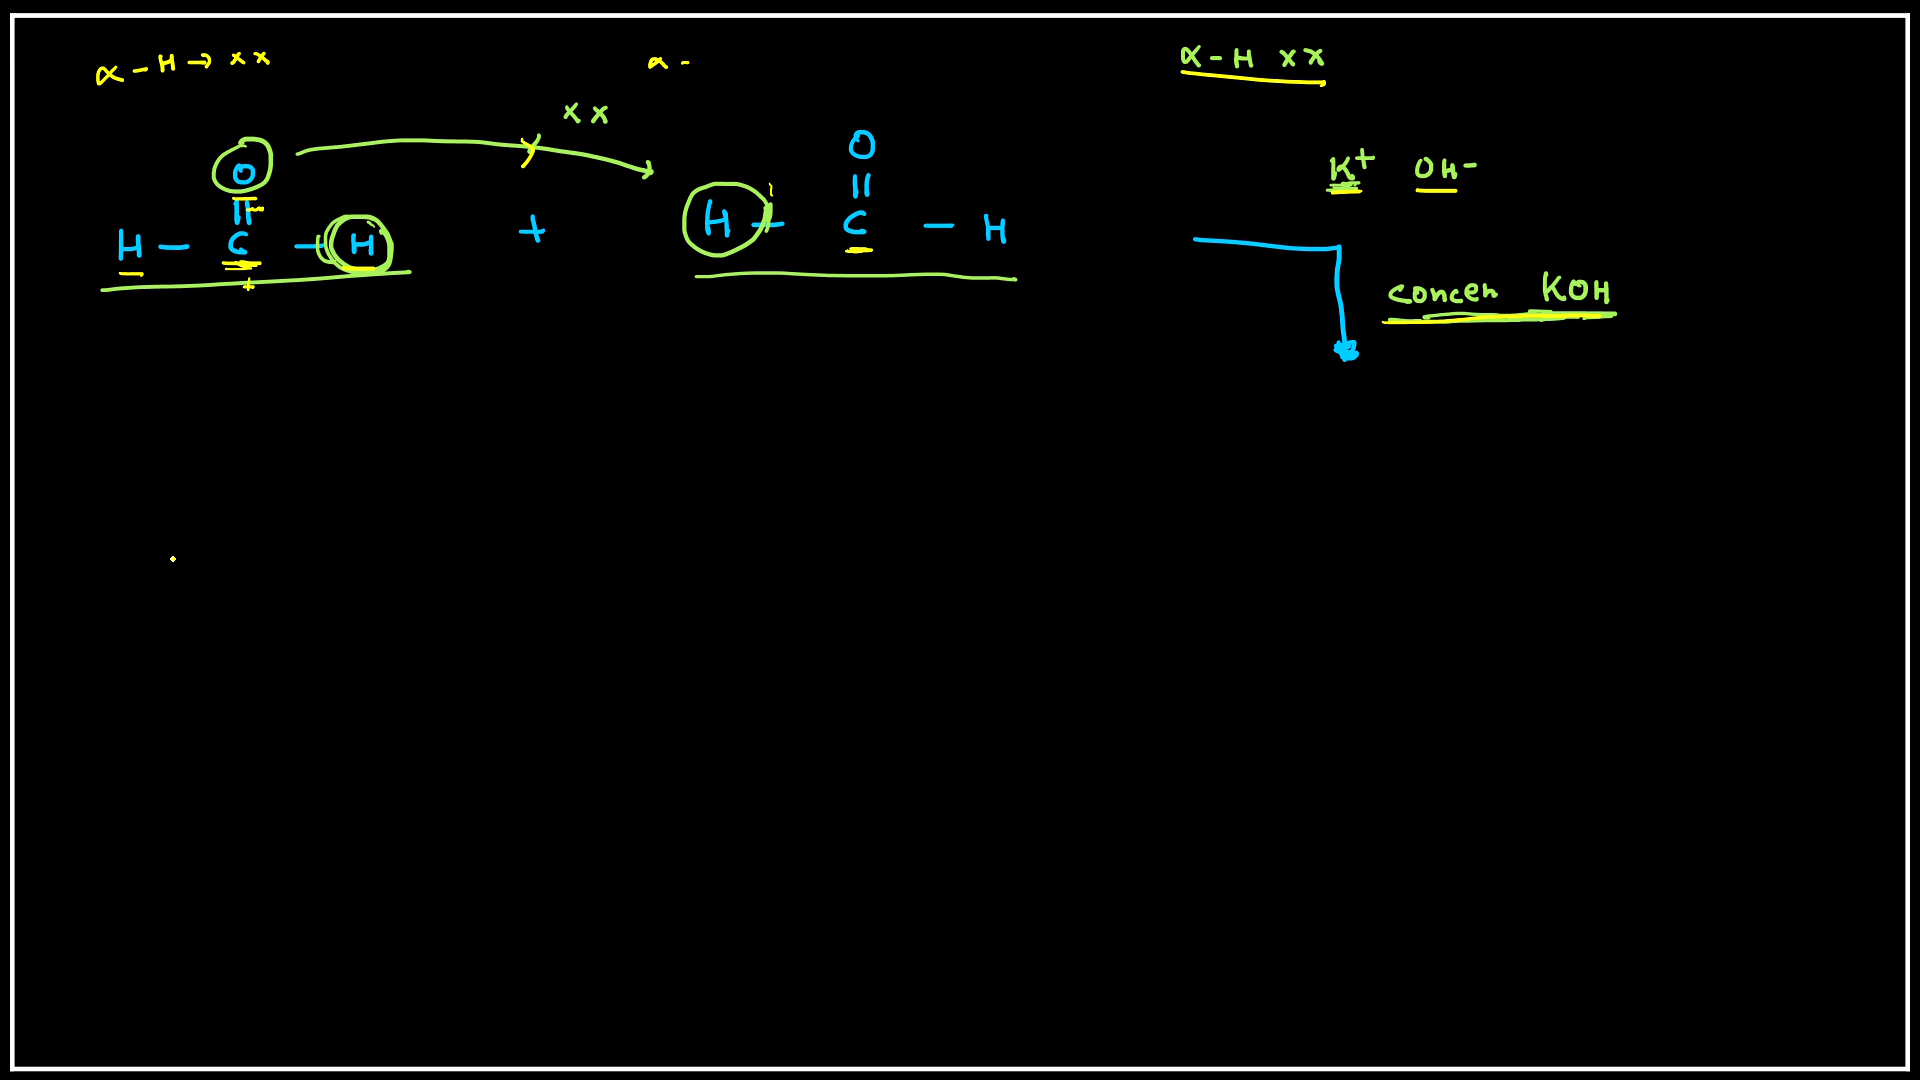 α - H → x x
α -
α - H x x
x x
O
||
H - C - H
+
O
||
H - C - H
K+ OH-
concen KOH